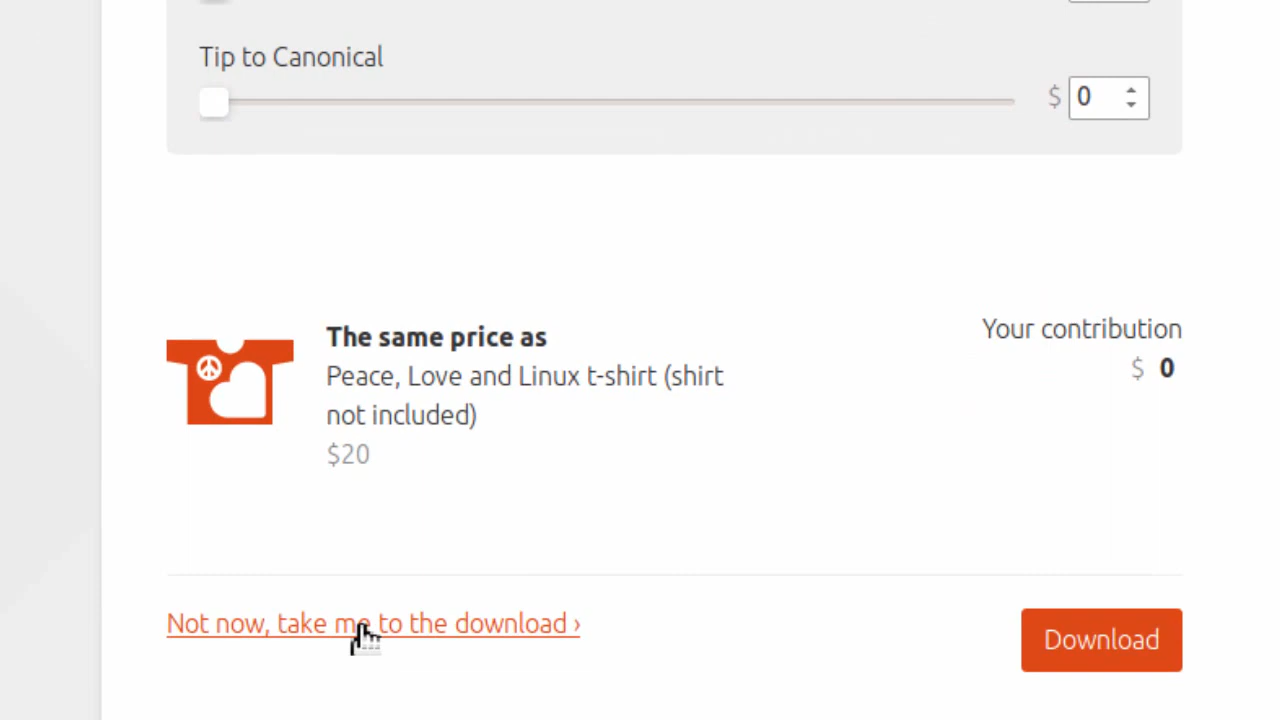 Tip to Canonical
$ 0
The same price as
Your contribution
Peace, Love and Linux t-shirt (shirt
$ 0
not included)
$20
Not now, take me to the download ›
Download